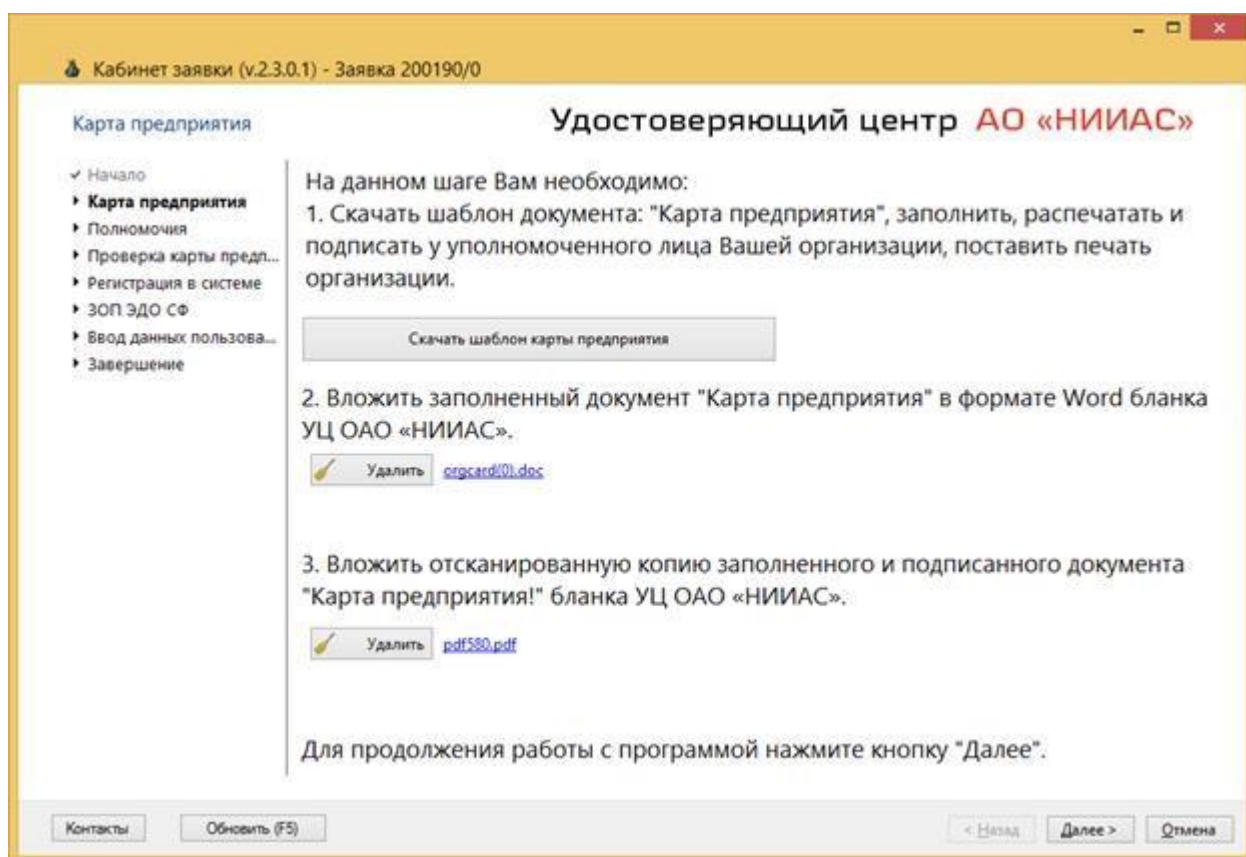 Кабинет заявки (v.2.3.0.1) - Заявка 200190/0
Карта предприятия
Удостоверяющий центр АО «НИИАС»
Начало
Карта предприятия
Полномочия
Проверка карты предп...
Регистрация в системе
ЗОП ЭДО СФ
Ввод данных пользова...
Завершение
На данном шаге Вам необходимо:
1. Скачать шаблон документа: "Карта предприятия", заполнить, распечатать и
подписать у уполномоченного лица Вашей организации, поставить печать
организации.
Скачать шаблон карты предприятия
2. Вложить заполненный документ "Карта предприятия" в формате Word бланка
УЦ ОАО «НИИАС».
Удалить orgcard(0).doc
3. Вложить отсканированную копию заполненного и подписанного документа
"Карта предприятия!" бланка УЦ ОАО «НИИАС».
Удалить pdf580.pdf
Для продолжения работы с программой нажмите кнопку "Далее".
Контакты Обновить (F5) < Назад Далее > Отмена